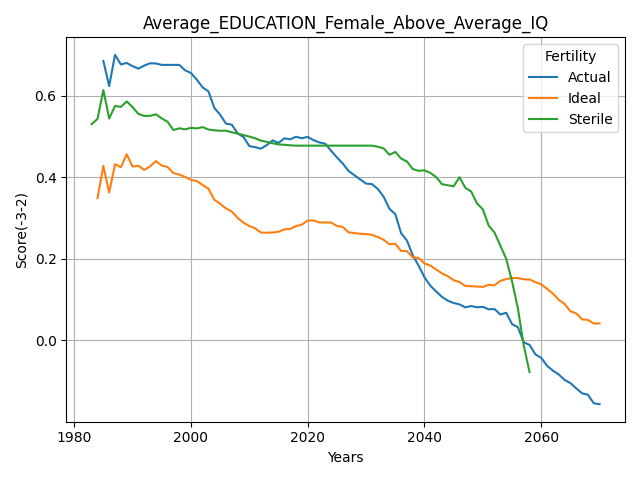 Average_EDUCATION_Female_Above_Average_IQ
Fertility
Actual
Ideal
Sterile
Score(-3-2)
0.6
0.4
0.2
0.0
1980
2000
2020
2040
2060
Years